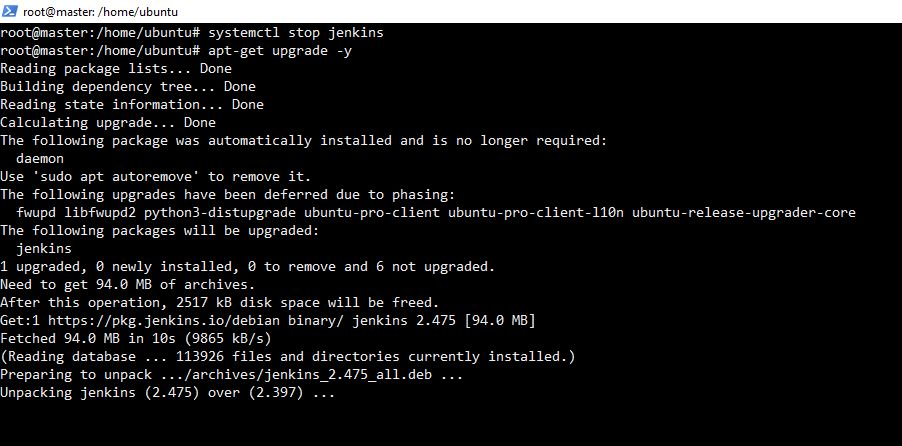 root@master: /home/ubuntu
root@master:/home/ubuntu# systemctl stop jenkins
root@master:/home/ubuntu# apt-get upgrade -y
Reading package lists... Done
Building dependency tree... Done
Reading state information... Done
Calculating upgrade... Done
The following package was automatically installed and is no longer required:
  daemon
Use 'sudo apt autoremove' to remove it.
The following upgrades have been deferred due to phasing:
  fwupd libfwupd2 python3-distupgrade ubuntu-pro-client ubuntu-pro-client-l10n ubuntu-release-upgrader-core
The following packages will be upgraded:
  jenkins
1 upgraded, 0 newly installed, 0 to remove and 6 not upgraded.
Need to get 94.0 MB of archives.
After this operation, 2517 kB disk space will be freed.
Get:1 https://pkg.jenkins.io/debian binary/ jenkins 2.475 [94.0 MB]
Fetched 94.0 MB in 10s (9865 kB/s)
(Reading database ... 113926 files and directories currently installed.)
Preparing to unpack .../archives/jenkins_2.475_all.deb ...
Unpacking jenkins (2.475) over (2.397) ...